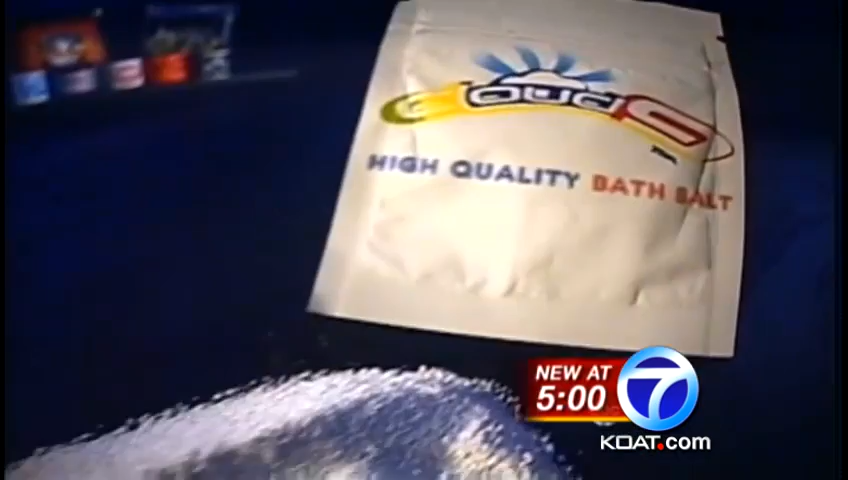 Cloud 9
HIGH QUALITY BATH SALT
NEW AT
5:00
7
KOAT.com